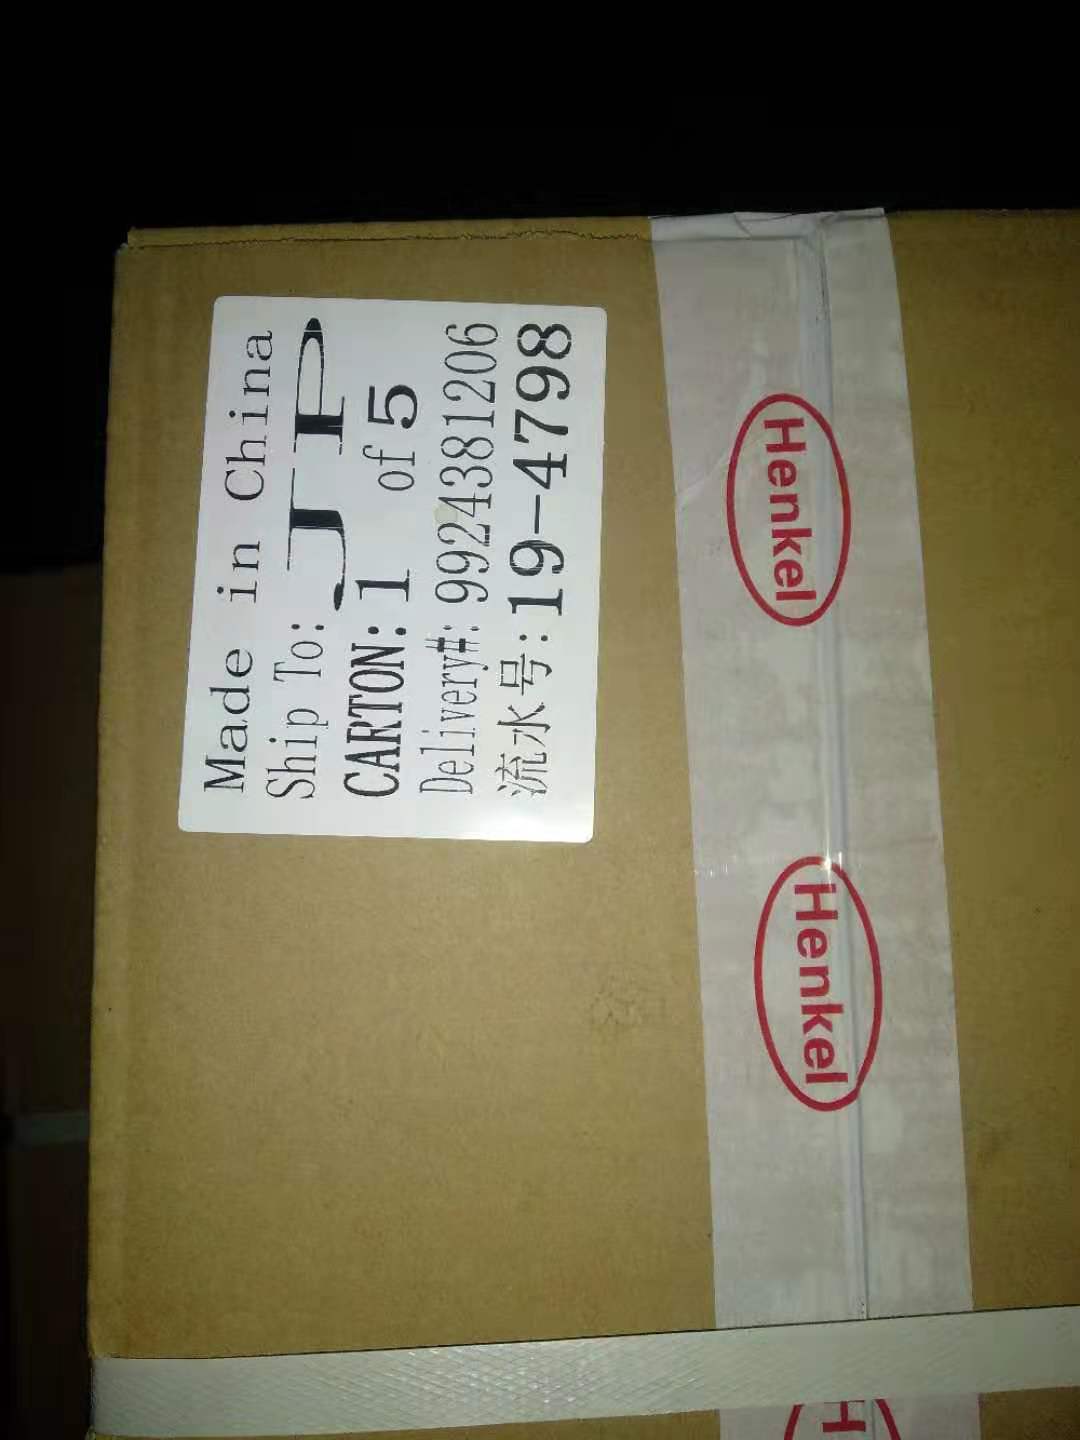 Made in China
Ship To: JP
CARTON: 1 of 5
Delivery#: 9924381206
流水号: 19-4798
Henkel
Henkel
H